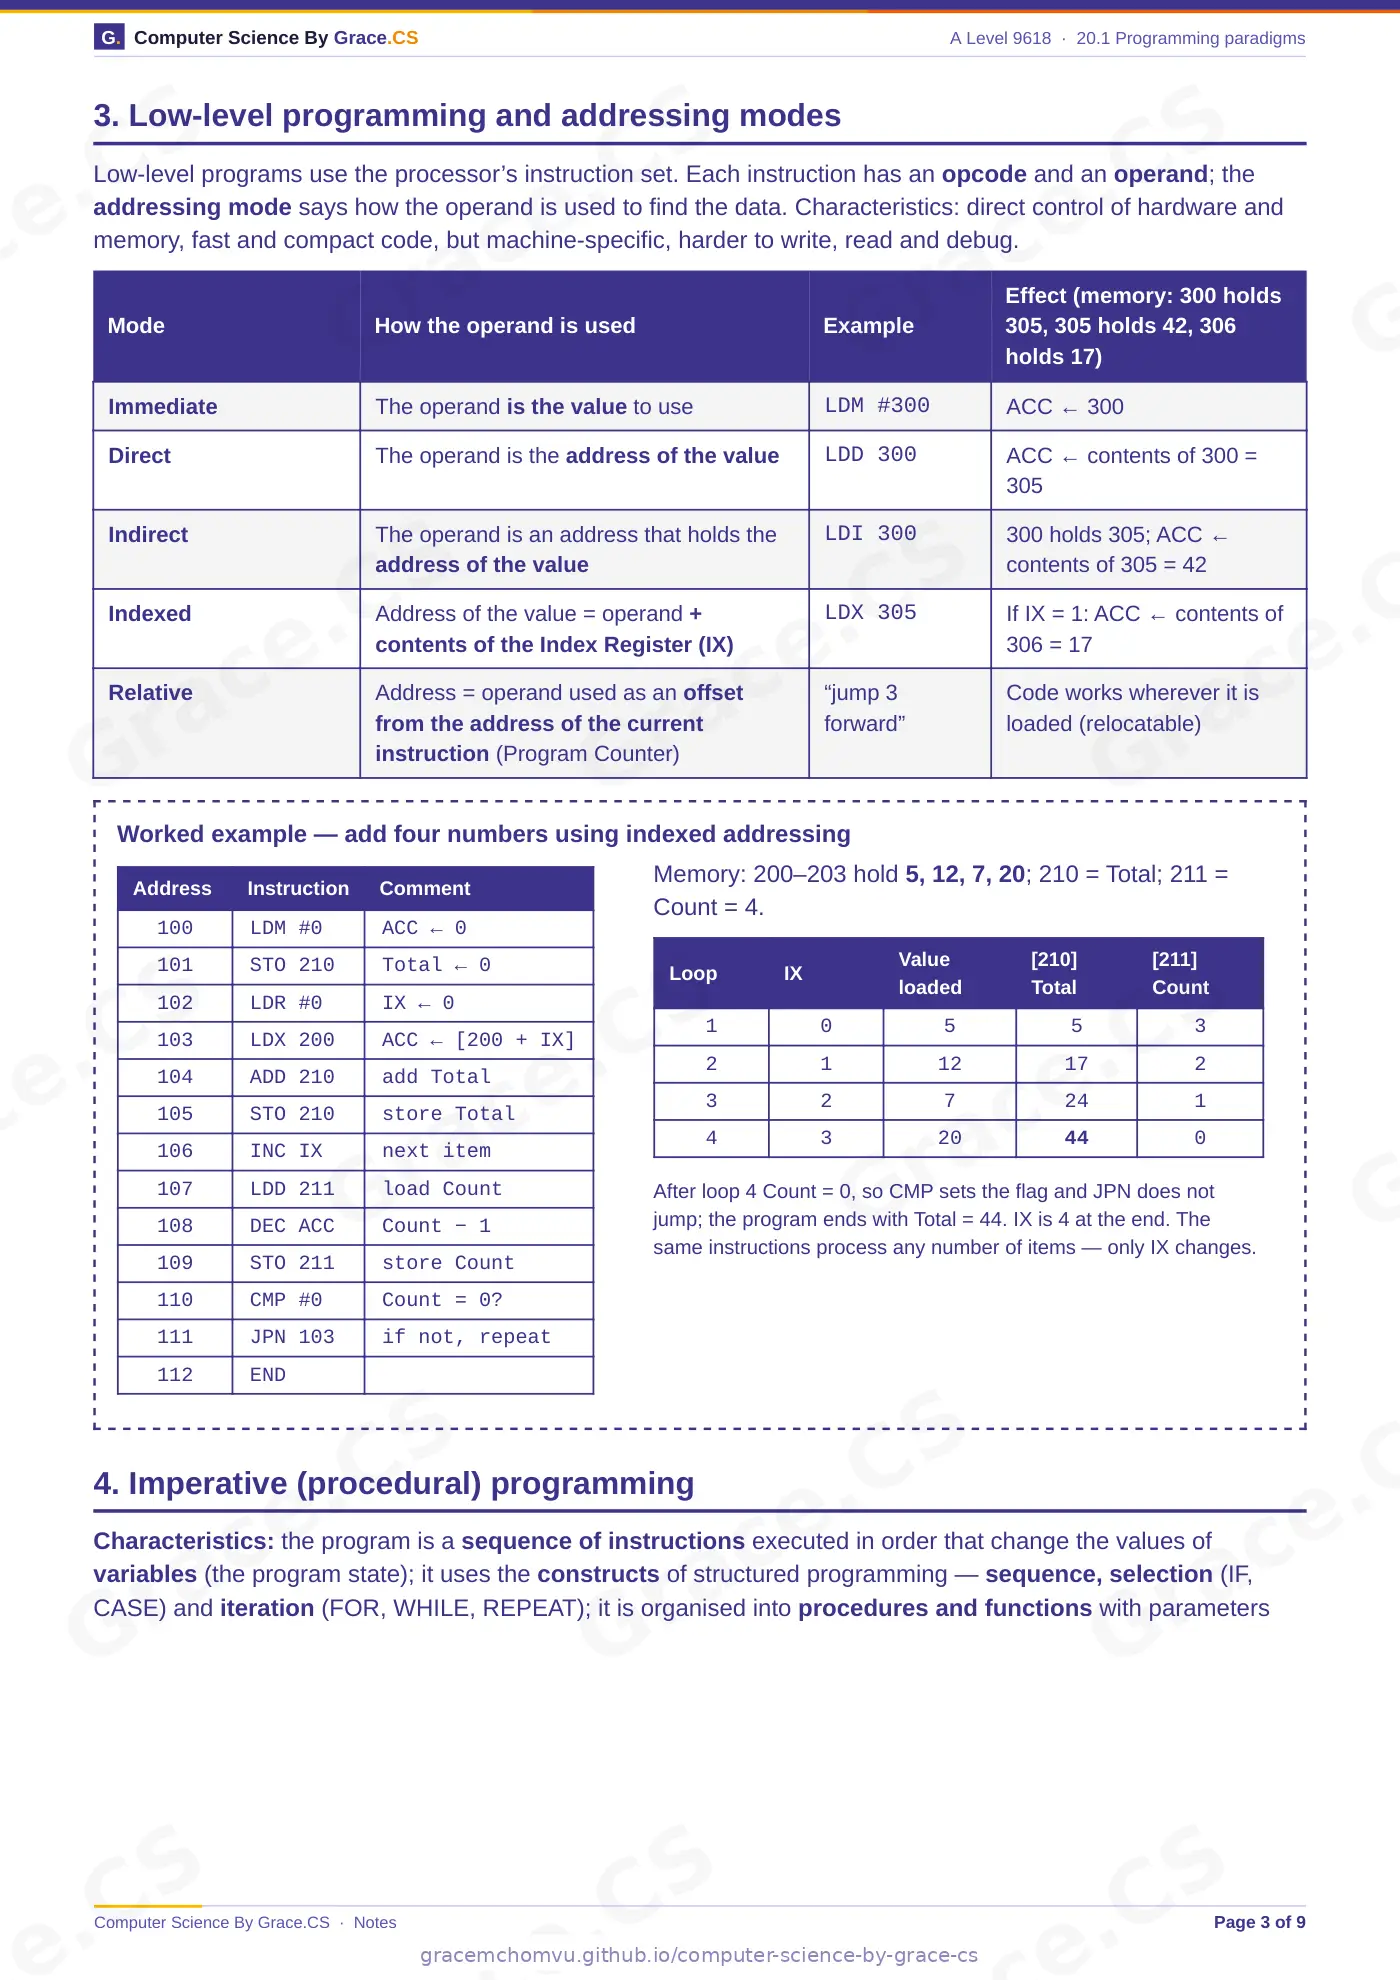 G. Computer Science By Grace.CS
A Level 9618 · 20.1 Programming paradigms
3. Low-level programming and addressing modes
Low-level programs use the processor’s instruction set. Each instruction has an opcode and an operand; the
addressing mode says how the operand is used to find the data. Characteristics: direct control of hardware and
memory, fast and compact code, but machine-specific, harder to write, read and debug.
Mode How the operand is used Example Effect (memory: 300 holds
305, 305 holds 42, 306
holds 17)
Immediate The operand is the value to use LDM #300 ACC ← 300
Direct The operand is the address of the value LDD 300 ACC ← contents of 300 =
305
Indirect The operand is an address that holds the LDI 300 300 holds 305; ACC ←
address of the value contents of 305 = 42
Indexed Address of the value = operand + LDX 305 If IX = 1: ACC ← contents of
contents of the Index Register (IX) 306 = 17
Relative Address = operand used as an offset “jump 3 Code works wherever it is
from the address of the current forward” loaded (relocatable)
instruction (Program Counter)
Worked example — add four numbers using indexed addressing
Address Instruction Comment
100 LDM #0 ACC ← 0
101 STO 210 Total ← 0
102 LDR #0 IX ← 0
103 LDX 200 ACC ← [200 + IX]
104 ADD 210 add Total
105 STO 210 store Total
106 INC IX next item
107 LDD 211 load Count
108 DEC ACC Count − 1
109 STO 211 store Count
110 CMP #0 Count = 0?
111 JPN 103 if not, repeat
112 END
Memory: 200–203 hold 5, 12, 7, 20; 210 = Total; 211 =
Count = 4.
Loop IX Value [210] [211]
loaded Total Count
1 0 5 5 3
2 1 12 17 2
3 2 7 24 1
4 3 20 44 0
After loop 4 Count = 0, so CMP sets the flag and JPN does not
jump; the program ends with Total = 44. IX is 4 at the end. The
same instructions process any number of items — only IX changes.
4. Imperative (procedural) programming
Characteristics: the program is a sequence of instructions executed in order that change the values of
variables (the program state); it uses the constructs of structured programming — sequence, selection (IF,
CASE) and iteration (FOR, WHILE, REPEAT); it is organised into procedures and functions with parameters
Computer Science By Grace.CS · Notes
Page 3 of 9
gracemchomvu.github.io/computer-science-by-grace-cs